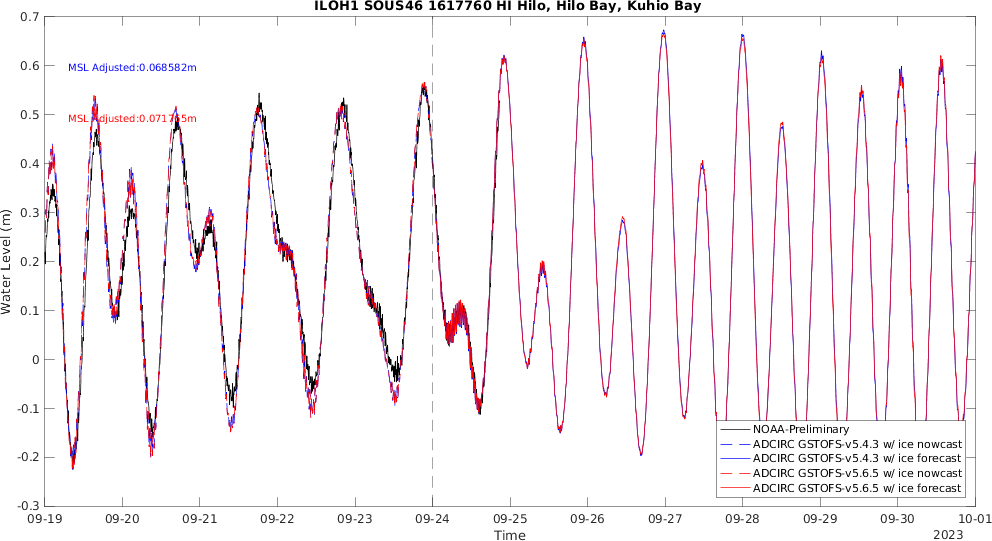 ILOH1 SOUS46 1617760 HI Hilo, Hilo Bay, Kuhio Bay
0.7
0.6
0.5
0.4
0.3
0.2
0.1
0
-0.1
-0.2
-0.3
Water Level (m)
MSL Adjusted:0.068582m
MSL Adjusted:0.071755m
NOAA-Preliminary
ADCIRC GSTOFS-v5.4.3 w/ ice nowcast
ADCIRC GSTOFS-v5.4.3 w/ ice forecast
ADCIRC GSTOFS-v5.6.5 w/ ice nowcast
ADCIRC GSTOFS-v5.6.5 w/ ice forecast
09-19 09-20 09-21 09-22 09-23 09-24 09-25 09-26 09-27 09-28 09-29 09-30 10-01
Time
2023